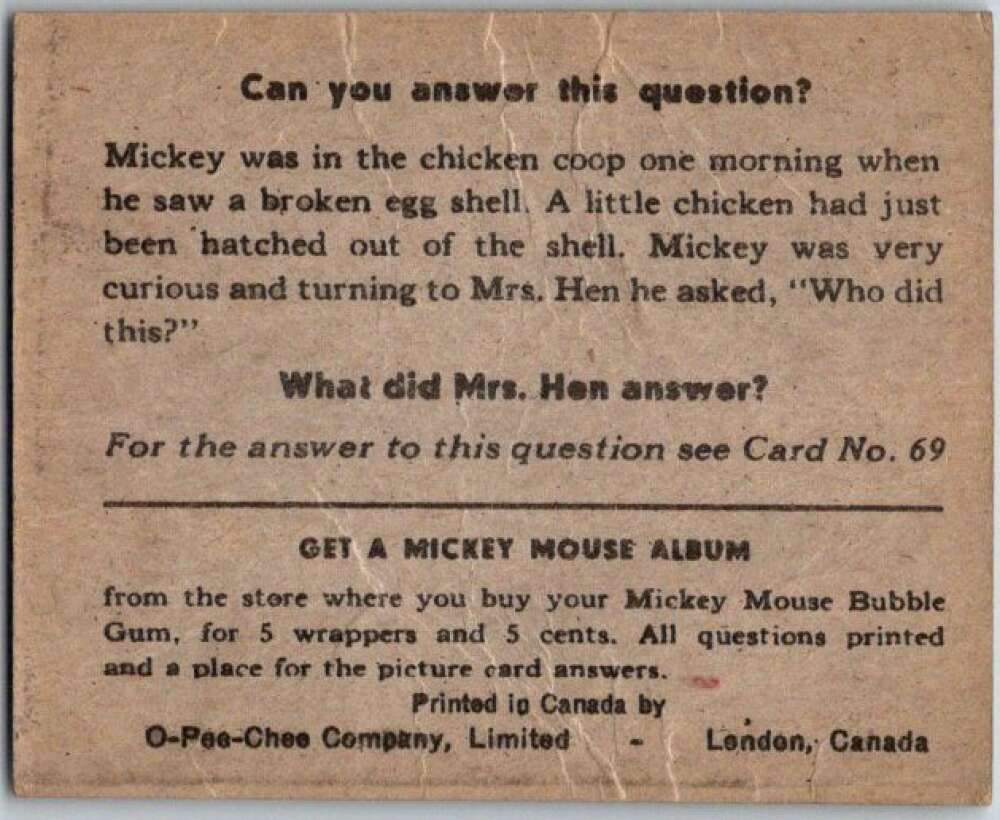 Can you answer this question?
Mickey was in the chicken coop one morning when
he saw a broken egg shell. A little chicken had just
been hatched out of the shell. Mickey was very
curious and turning to Mrs. Hen he asked, "Who did
this?"
What did Mrs. Hen answer?
For the answer to this question see Card No. 69
GET A MICKEY MOUSE ALBUM
from the store where you buy your Mickey Mouse Bubble
Gum, for 5 wrappers and 5 cents. All questions printed
and a place for the picture card answers.
Printed in Canada by
O-Pee-Chee Company, Limited - London, Canada